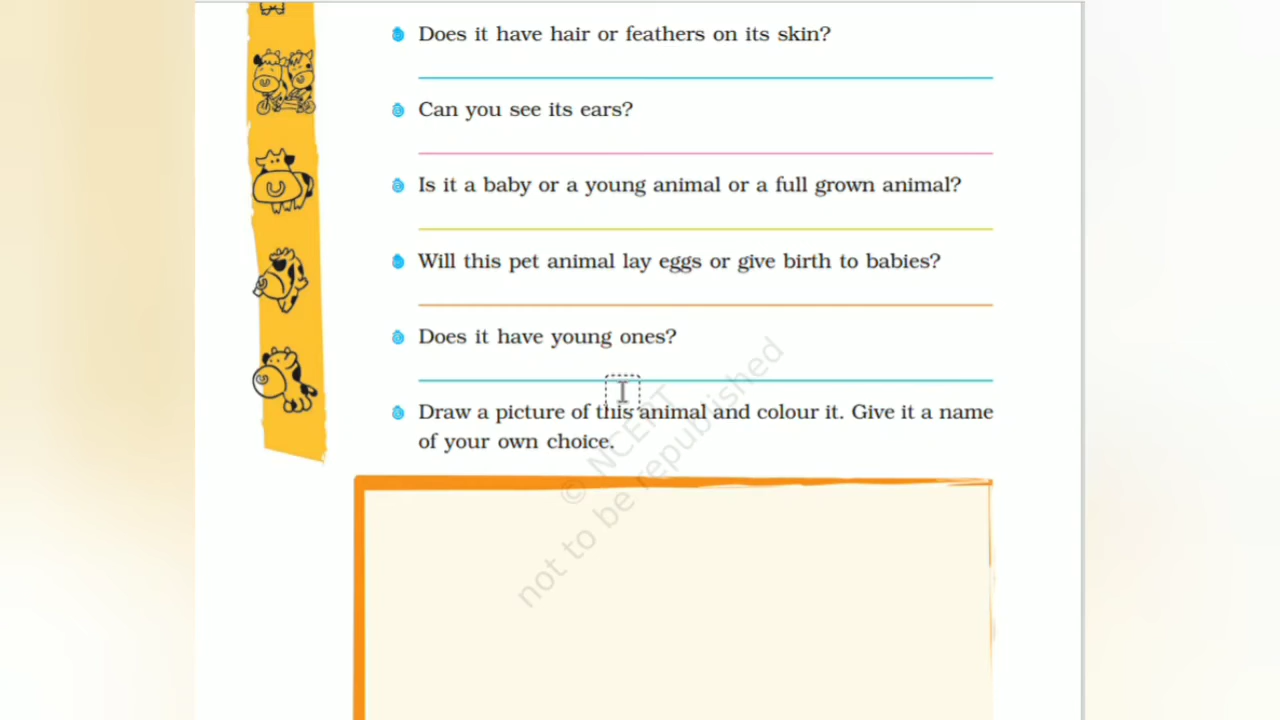 Does it have hair or feathers on its skin?
Can you see its ears?
Is it a baby or a young animal or a full grown animal?
Will this pet animal lay eggs or give birth to babies?
Does it have young ones?
Draw a picture of this animal and colour it. Give it a name
of your own choice.
© NCERT
not to be republished